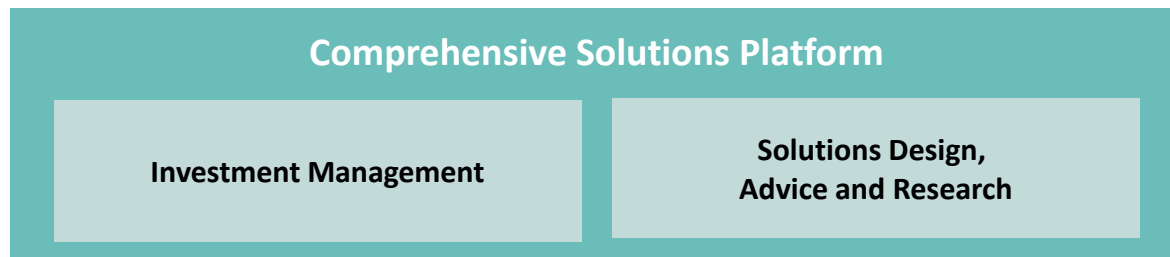 Comprehensive Solutions Platform
Investment Management
Solutions Design,
Advice and Research